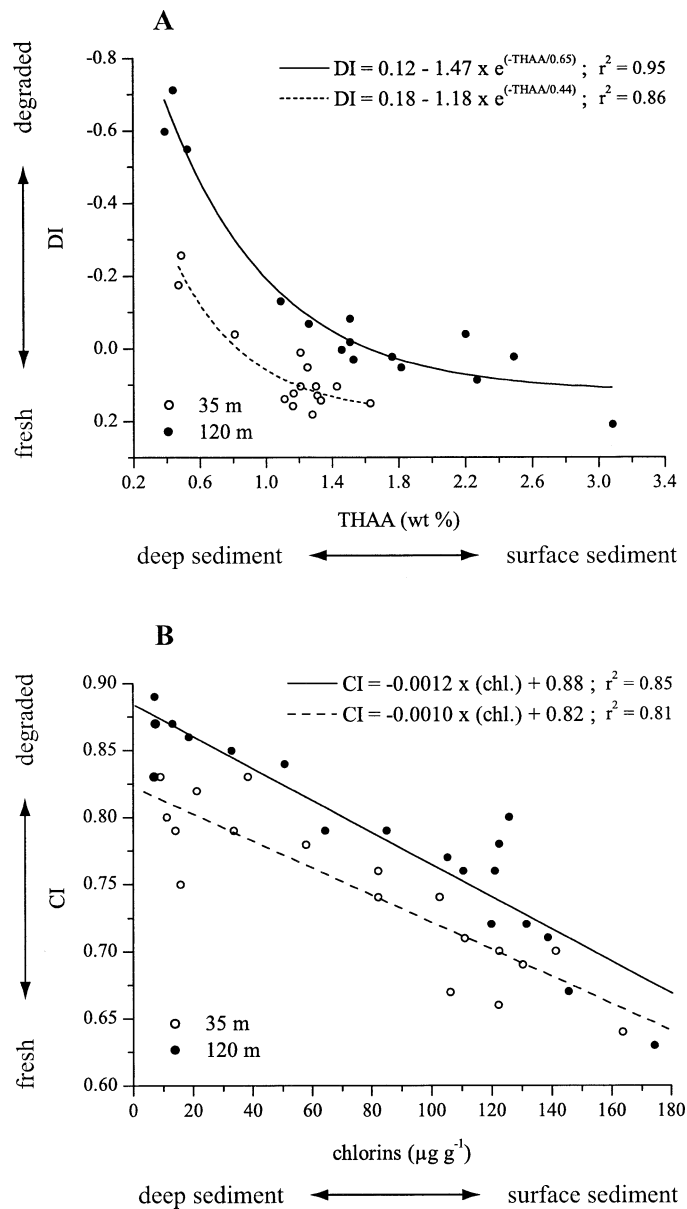 A
DI = 0.12 - 1.47 x e(-THAA/0.65) ; r2 = 0.95
DI = 0.18 - 1.18 x e(-THAA/0.44) ; r2 = 0.86
degraded
fresh
DI
-0.8
-0.6
-0.4
-0.2
0.0
0.2
35 m
120 m
0.2 0.6 1.0 1.4 1.8 2.2 2.6 3.0 3.4
THAA (wt %)
deep sediment surface sediment
B
CI = -0.0012 x (chl.) + 0.88 ; r2 = 0.85
CI = -0.0010 x (chl.) + 0.82 ; r2 = 0.81
degraded
fresh
CI
0.90
0.85
0.80
0.75
0.70
0.65
0.60
35 m
120 m
0 20 40 60 80 100 120 140 160 180
chlorins (µg g-1)
deep sediment surface sediment